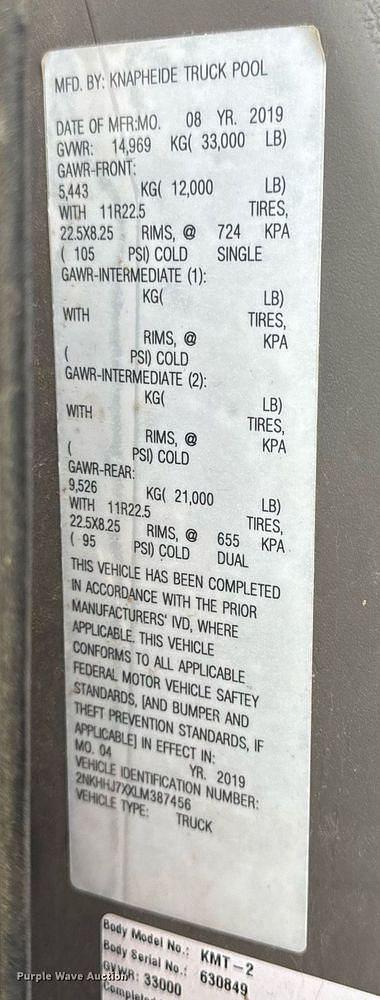 MFD. BY: KNAPHEIDE TRUCK POOL
DATE OF MFR:MO. 08 YR. 2019
GVWR: 14,969 KG( 33,000 LB)
GAWR-FRONT:
5,443 KG( 12,000 LB)
WITH 11R22.5 TIRES,
22.5X8.25 RIMS, @ 724 KPA
( 105 PSI) COLD SINGLE
GAWR-INTERMEDIATE (1):
KG( LB)
WITH TIRES,
RIMS, @ KPA
( PSI) COLD
GAWR-INTERMEDIATE (2):
KG( LB)
WITH TIRES,
RIMS, @ KPA
( PSI) COLD
GAWR-REAR:
9,526 KG( 21,000 LB)
WITH 11R22.5 TIRES,
22.5X8.25 RIMS, @ 655 KPA
( 95 PSI) COLD DUAL
THIS VEHICLE HAS BEEN COMPLETED
IN ACCORDANCE WITH THE PRIOR
MANUFACTURERS' IVD, WHERE
APPLICABLE. THIS VEHICLE
CONFORMS TO ALL APPLICABLE
FEDERAL MOTOR VEHICLE SAFTEY
STANDARDS, [AND BUMPER AND
THEFT PREVENTION STANDARDS, IF
APPLICABLE] IN EFFECT IN:
MO. 04 YR. 2019
VEHICLE IDENTIFICATION NUMBER:
2NKHHJ7XXLM387456
VEHICLE TYPE: TRUCK
Body Model No.: KMT-2
Body Serial No.: 630849
GVWR: 33000
Completed
Purple Wave Auction